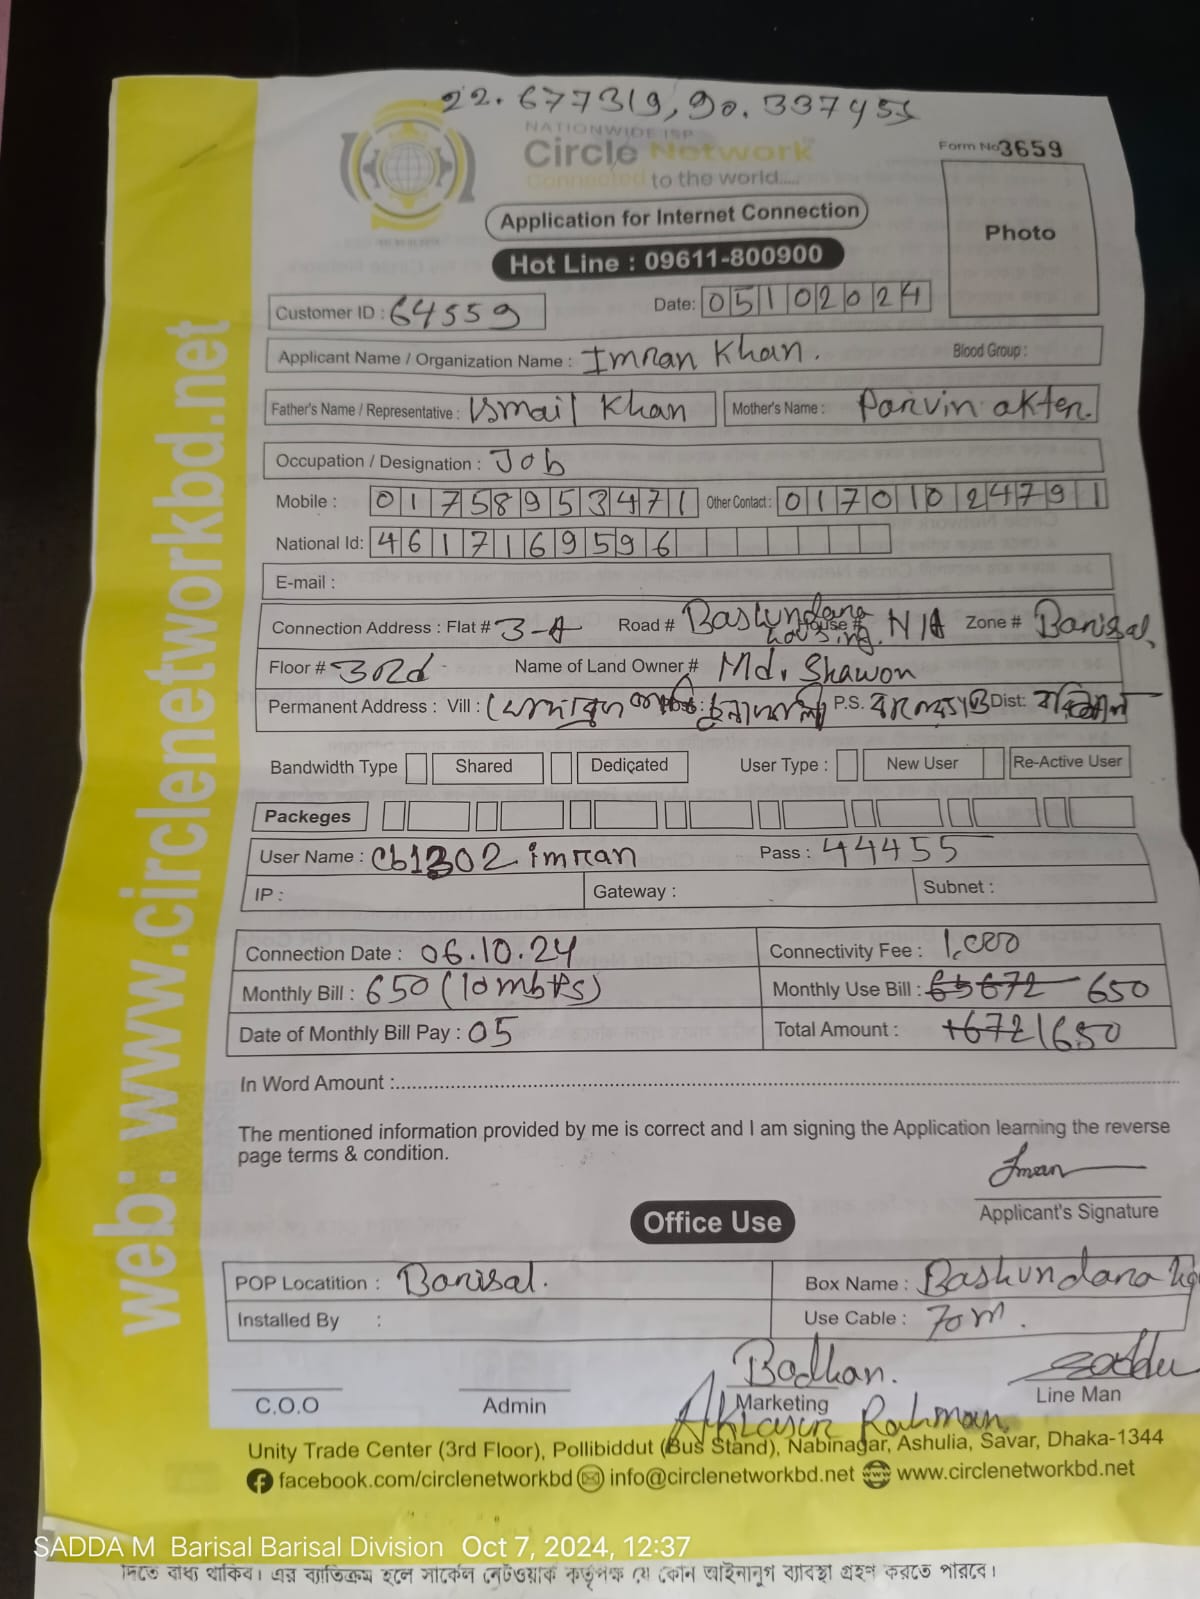 22.677319, 90.337455
NATIONWIDE ISP
Circle Network
Connected to the world.....
Form No 3659
Photo
Application for Internet Connection
Hot Line : 09611-800900
Customer ID : 64559 Date: 05102024
Applicant Name / Organization Name : Imran Khan. Blood Group :
Father's Name / Representative : Ismail Khan Mother's Name : Parvin akter.
Occupation / Designation : Job
Mobile : 01758953471 Other Contact : 01701024791
National Id: 4617169596
E-mail :
Connection Address : Flat # 3-A Road # Bashundara housing. House # N/A Zone # Barisal
Floor # 3Rd Name of Land Owner # Md. Shawon
Permanent Address : Vill : P.S. Dist:
Bandwidth Type Shared Dedicated User Type : New User Re-Active User
Packeges
User Name : cb1302imran Pass : 44455
IP : Gateway : Subnet :
Connection Date : 06.10.24 Connectivity Fee : 1,000
Monthly Bill : 650 (10mbps) Monthly Use Bill : 650
Date of Monthly Bill Pay : 05 Total Amount : 1650
In Word Amount :
The mentioned information provided by me is correct and I am signing the Application learning the reverse
page terms & condition.
Imran
Applicant's Signature
Office Use
POP Locatition : Barisal. Box Name : Bashundara
Installed By : Use Cable : 70m.
Sadda
C.O.O Admin Marketing Line Man
Rahman
Unity Trade Center (3rd Floor), Pollibiddut (Bus Stand), Nabinagar, Ashulia, Savar, Dhaka-1344
facebook.com/circlenetworkbd info@circlenetworkbd.net www.circlenetworkbd.net
web: www.circlenetworkbd.net
SADDA M Barisal Barisal Division Oct 7, 2024, 12:37
দিতে বাধ্য থাকিব। এর ব্যতিক্রম হলে সার্কেল নেটওয়ার্ক কর্তৃপক্ষ যে কোন আইনানুগ ব্যবস্থা গ্রহণ করতে পারবে।